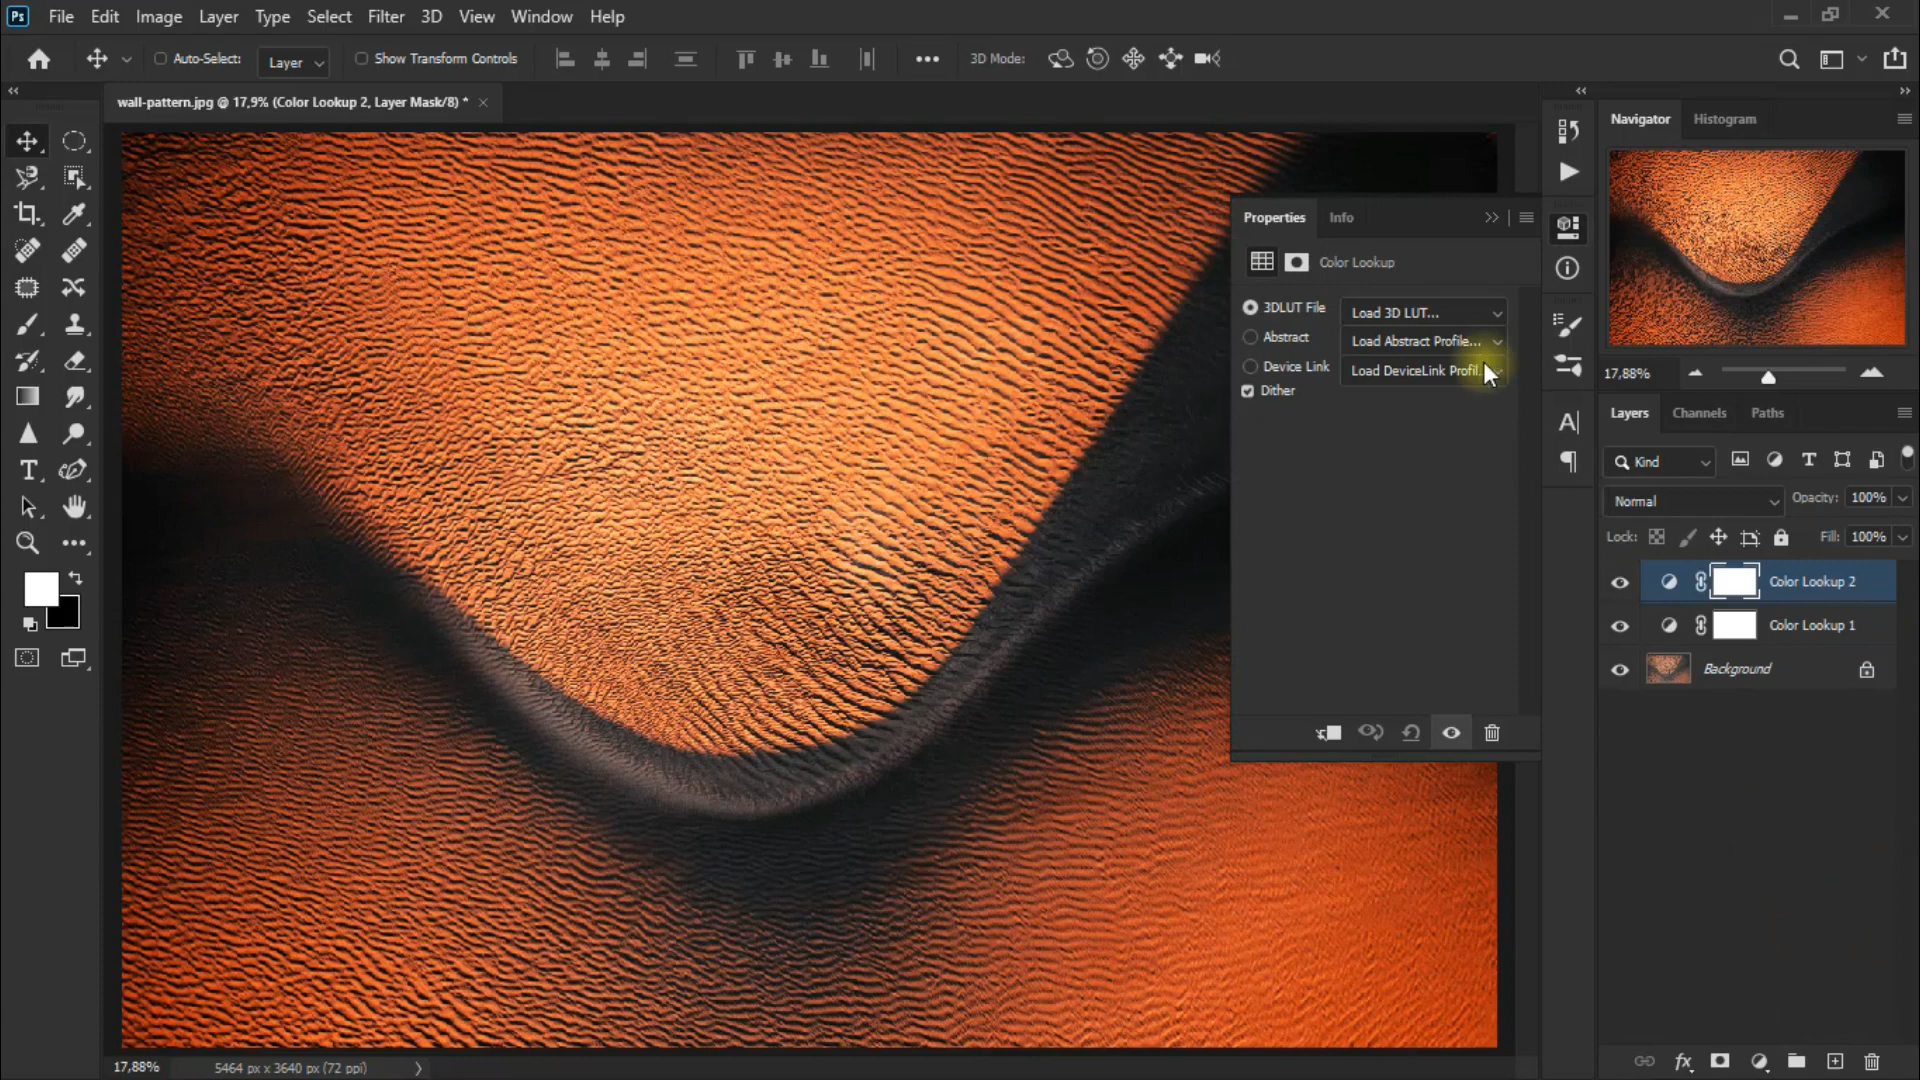 Ps File Edit Image Layer Type Select Filter 3D View Window Help
Auto-Select: Layer Show Transform Controls 3D Mode:
wall-pattern.jpg @ 17,9% (Color Lookup 2, Layer Mask/8) *
Navigator Histogram
17,88%
Properties Info
Color Lookup
3DLUT File Load 3D LUT...
Abstract Load Abstract Profile...
Device Link Load DeviceLink Profil...
Dither
Layers Channels Paths
Kind
Normal Opacity: 100%
Lock: Fill: 100%
Color Lookup 2
Color Lookup 1
Background
17,88% 5464 px x 3640 px (72 ppi)